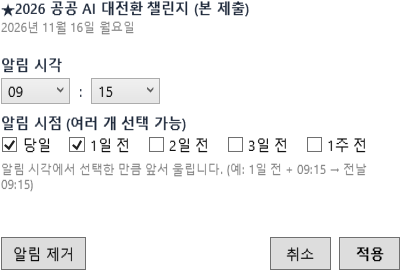 ★2026 공공 AI 대전환 챌린지 (본 제출)
2026년 11월 16일 월요일
알림 시각
09 : 15
알림 시점 (여러 개 선택 가능)
당일 1일 전 2일 전 3일 전 1주 전
알림 시각에서 선택한 만큼 앞서 울립니다. (예: 1일 전 + 09:15 → 전날
09:15)
알림 제거 취소 적용